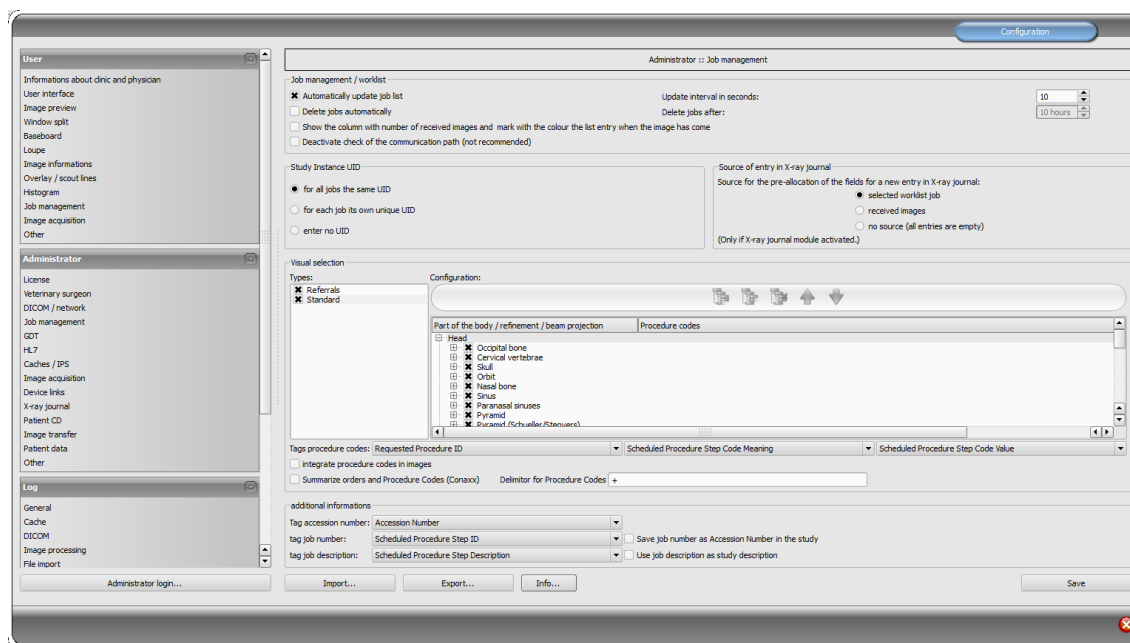 Configuration
User
Informations about clinic and physician
User interface
Image preview
Window split
Baseboard
Loupe
Image informations
Overlay / scout lines
Histogram
Job management
Image acquisition
Other
Administrator
License
Veterinary surgeon
DICOM / network
Job management
GDT
HL7
Caches / IPS
Image acquisition
Device links
X-ray journal
Patient CD
Image transfer
Patient data
Other
Log
General
Cache
DICOM
Image processing
File import
Administrator login...
Administrator :: Job management
Job management / worklist
Automatically update job list Update interval in seconds: 10
Delete jobs automatically Delete jobs after: 10 hours
Show the column with number of received images and mark with the colour the list entry when the image has come
Deactivate check of the communication path (not recommended)
Study Instance UID
for all jobs the same UID
for each job its own unique UID
enter no UID
Source of entry in X-ray journal
Source for the pre-allocation of the fields for a new entry in X-ray journal:
selected worklist job
received images
no source (all entries are empty)
(Only if X-ray journal module activated.)
Visual selection
Types: Configuration:
Referrals
Standard
Part of the body / refinement / beam projection Procedure codes
Head
Occipital bone
Cervical vertebrae
Skull
Orbit
Nasal bone
Sinus
Paranasal sinuses
Pyramid
Pyramid (Schueller/Stenvers)
Tags procedure codes: Requested Procedure ID Scheduled Procedure Step Code Meaning Scheduled Procedure Step Code Value
integrate procedure codes in images
Summarize orders and Procedure Codes (Conaxx) Delimitor for Procedure Codes +
additional informations
Tag accession number: Accession Number
tag job number: Scheduled Procedure Step ID Save job number as Accession Number in the study
tag job description: Scheduled Procedure Step Description Use job description as study description
Import... Export... Info... Save